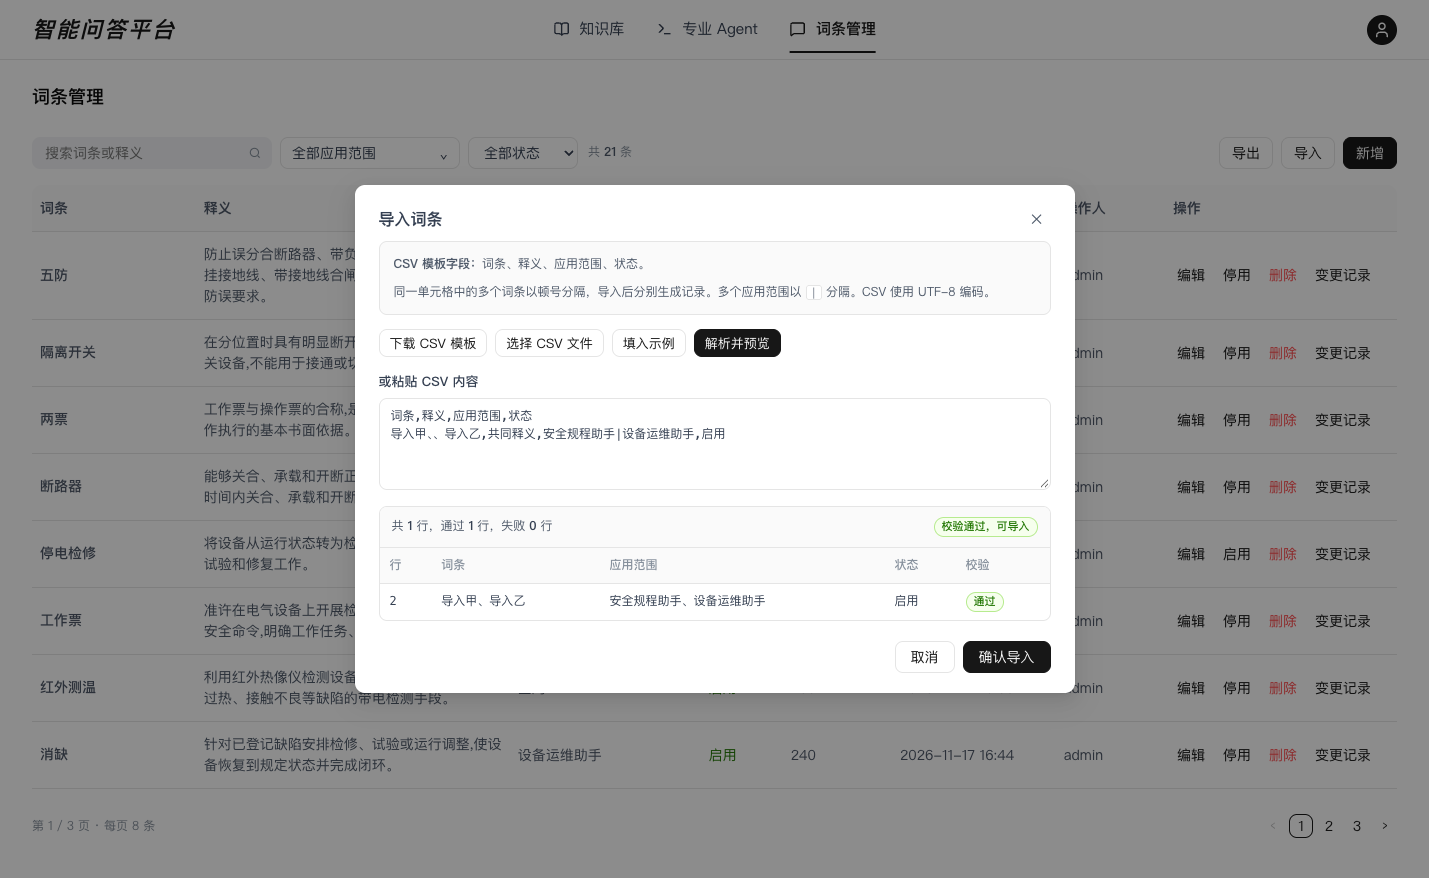 智能问答平台
知识库
专业 Agent
词条管理
词条管理
搜索词条或释义
全部应用范围
全部状态
共 21 条
导出
导入
新增
词条 释义 操作人 操作
五防
防止误分合断路器、带负
挂接地线、带接地线合闸
防误要求。
dmin 编辑 停用 删除 变更记录
隔离开关
在分位置时具有明显断开
关设备,不能用于接通或切
dmin 编辑 停用 删除 变更记录
两票
工作票与操作票的合称,是
作执行的基本书面依据。
dmin 编辑 停用 删除 变更记录
断路器
能够关合、承载和开断正
时间内关合、承载和开断
dmin 编辑 停用 删除 变更记录
停电检修
将设备从运行状态转为检
试验和修复工作。
dmin 编辑 启用 删除 变更记录
工作票
准许在电气设备上开展检
安全命令,明确工作任务、
dmin 编辑 停用 删除 变更记录
红外测温
利用红外热像仪检测设备
过热、接触不良等缺陷的带电检测手段。
dmin 编辑 停用 删除 变更记录
消缺
针对已登记缺陷安排检修、试验或运行调整,使设
备恢复到规定状态并完成闭环。
设备运维助手 启用 240 2026-11-17 16:44 admin 编辑 停用 删除 变更记录
第 1 / 3 页 · 每页 8 条
‹ 1 2 3 ›
导入词条
CSV 模板字段：词条、释义、应用范围、状态。
同一单元格中的多个词条以顿号分隔，导入后分别生成记录。多个应用范围以 | 分隔。CSV 使用 UTF-8 编码。
下载 CSV 模板
选择 CSV 文件
填入示例
解析并预览
或粘贴 CSV 内容
词条,释义,应用范围,状态
导入甲、、导入乙,共同释义,安全规程助手|设备运维助手,启用
共 1 行，通过 1 行，失败 0 行
校验通过，可导入
行 词条 应用范围 状态 校验
2 导入甲、导入乙 安全规程助手、设备运维助手 启用 通过
取消
确认导入